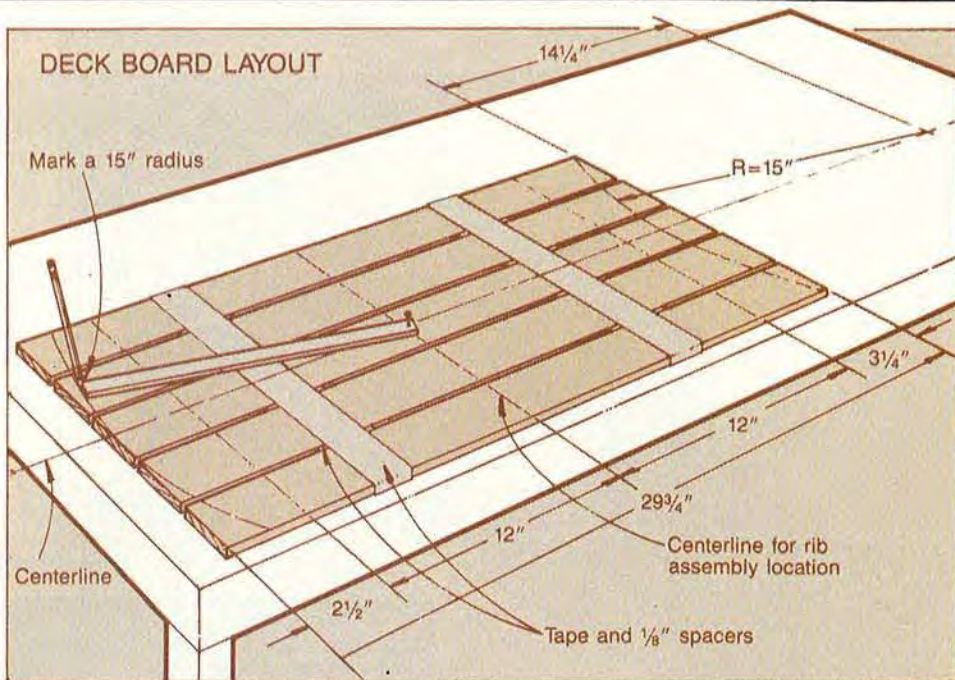 DECK BOARD LAYOUT
14¼"
Mark a 15" radius
R=15"
3¼"
12"
29¾"
12"
Centerline for rib
assembly location
Centerline
2½"
Tape and ⅛" spacers